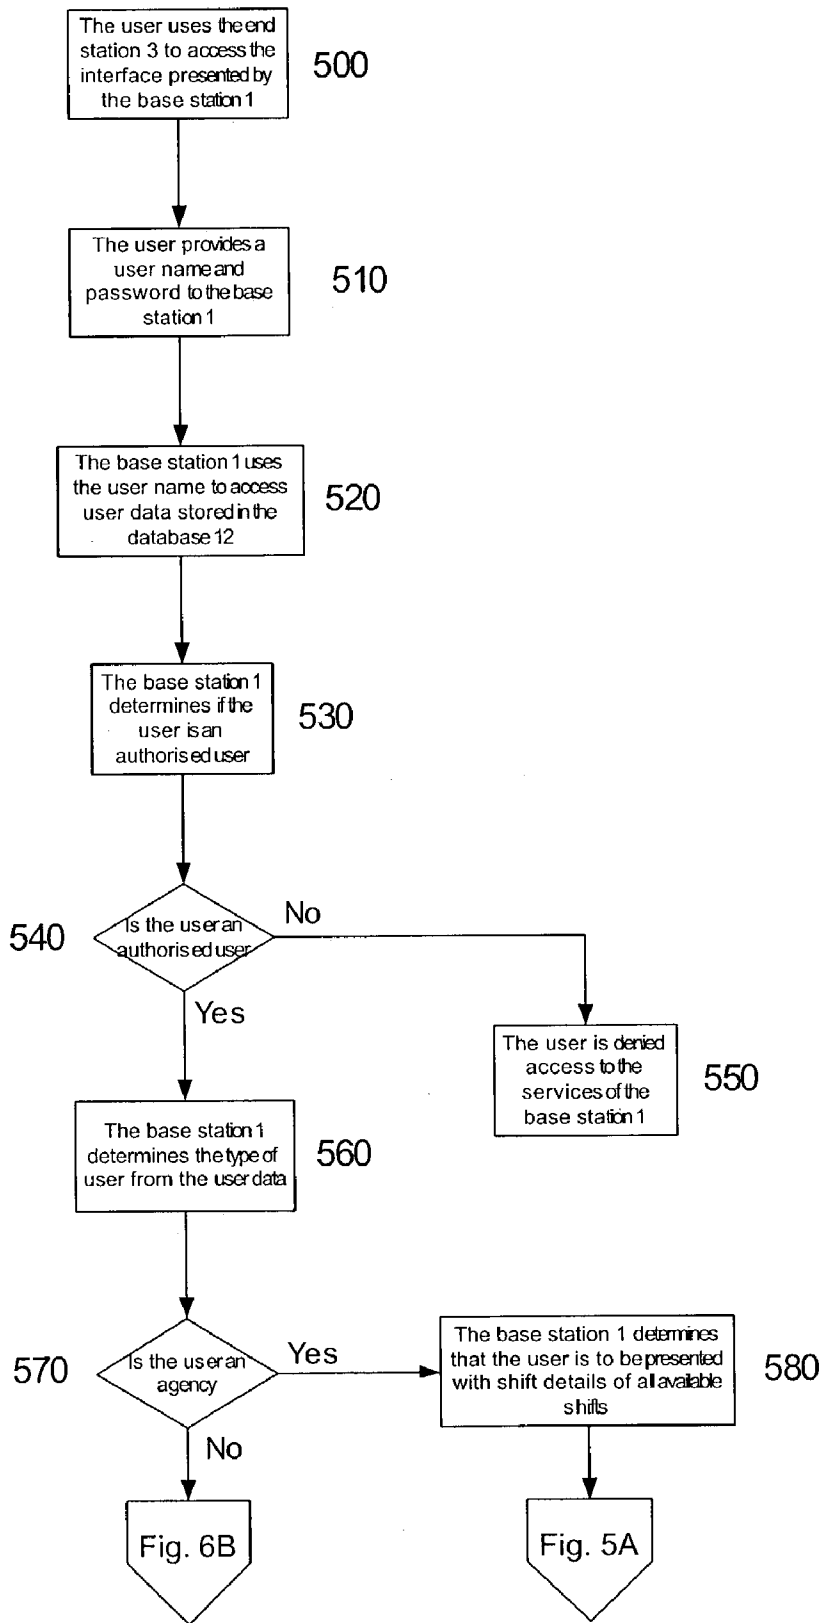 The user uses the end
station 3 to access the
interface presented by
the base station 1
500
The user provides a
user name and
password to the base
station 1
510
The base station 1 uses
the user name to access
user data stored in the
database 12
520
The base station 1
determines if the
user is an
authorised user
530
540
Is the user an
authorised user
No
Yes
The user is denied
access to the
services of the
base station 1
550
The base station 1
determines the type of
user from the user data
560
570
Is the user an
agency
Yes
No
The base station 1 determines
that the user is to be presented
with shift details of all available
shifts
580
Fig. 6B
Fig. 5A